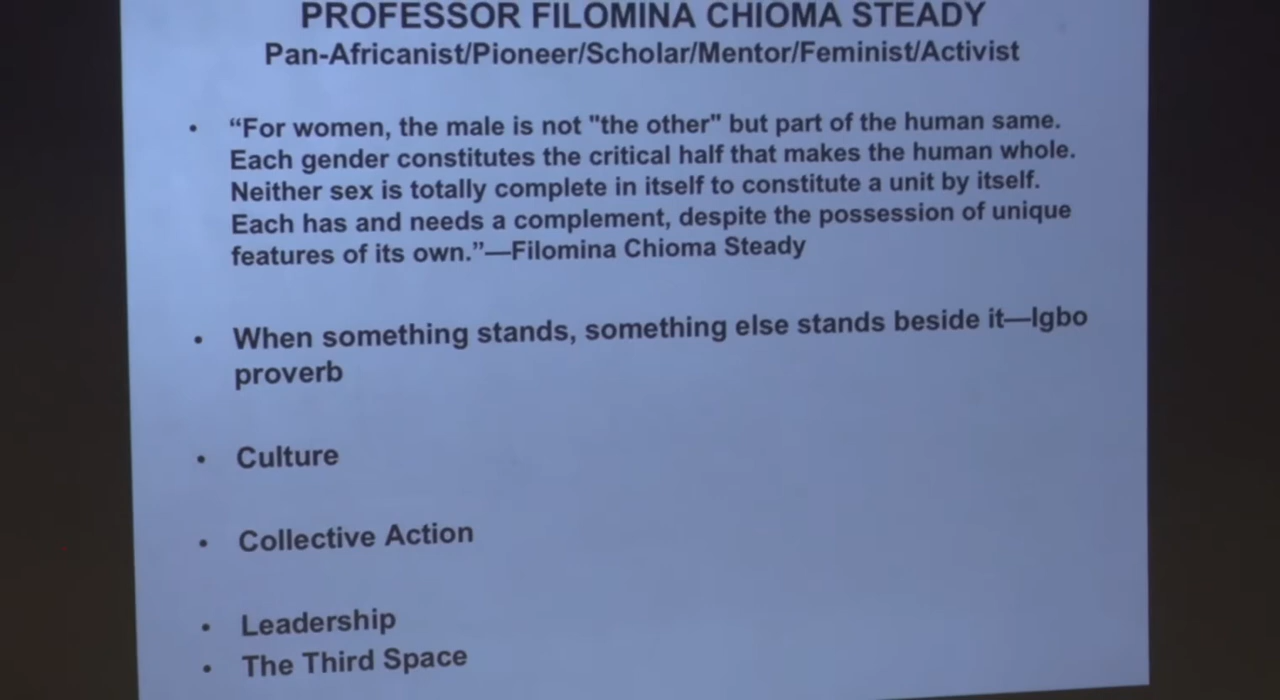 PROFESSOR FILOMINA CHIOMA STEADY
Pan-Africanist/Pioneer/Scholar/Mentor/Feminist/Activist
• “For women, the male is not "the other" but part of the human same.
Each gender constitutes the critical half that makes the human whole.
Neither sex is totally complete in itself to constitute a unit by itself.
Each has and needs a complement, despite the possession of unique
features of its own.”—Filomina Chioma Steady
• When something stands, something else stands beside it—Igbo
proverb
• Culture
• Collective Action
• Leadership
• The Third Space